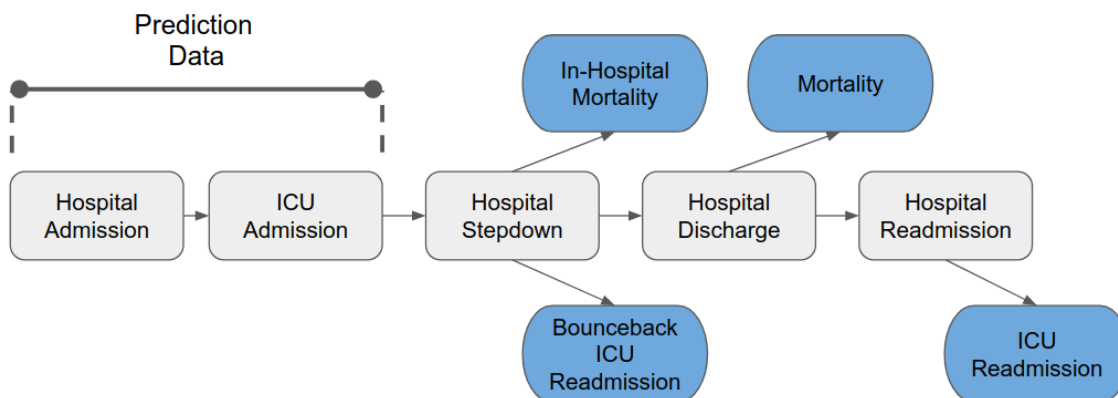 Prediction
Data
In-Hospital
Mortality
Mortality
Hospital
Admission
ICU
Admission
Hospital
Stepdown
Hospital
Discharge
Hospital
Readmission
Bounceback
ICU
Readmission
ICU
Readmission